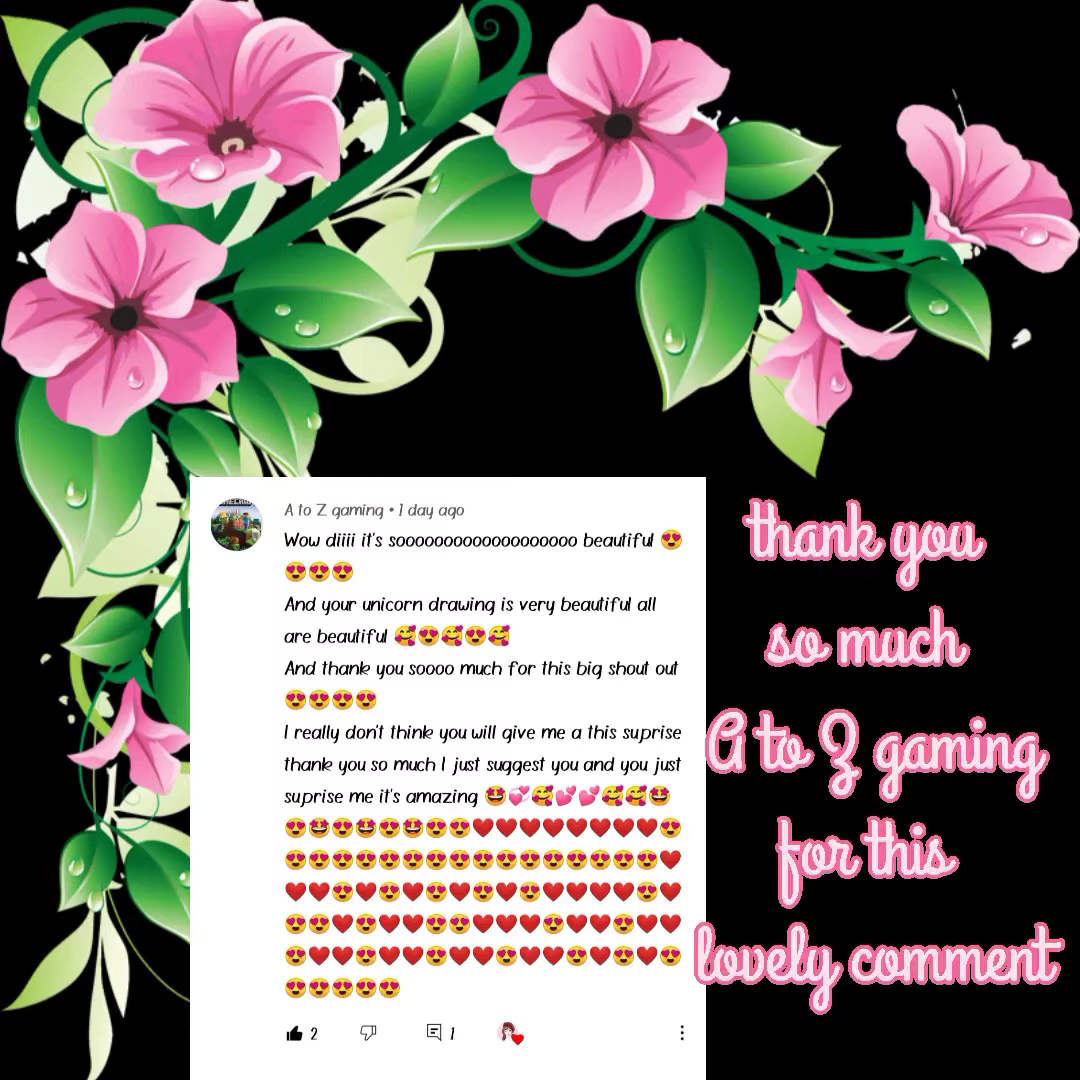 A to Z gaming • 1 day ago
Wow diiii it's sooooooooooooooooooo beautiful 😍
😍😍😍
And your unicorn drawing is very beautiful all
are beautiful 🥰😍🥰😍🥰
And thank you soooo much for this big shout out
😍😍😍😍
I really don't think you will give me a this suprise
thank you so much I just suggest you and you just
suprise me it's amazing 🤩💞🥰💕💕🥰🥰🤩
😍🤩😍🤩😍🤩😍😍❤❤❤❤❤❤❤❤😍
😍😍😍😍😍😍😍😍😍😍😍😍😍😍😍😍❤
❤❤😍❤😍❤😍❤😍❤😍❤❤❤❤😍❤
😍😍❤😍❤❤😍😍❤❤❤😍❤❤😍❤❤
😍❤❤😍❤❤😍❤❤😍❤❤😍❤😍❤😍
😍😍😍😍😍
2 1
thank you
so much
A to Z gaming
for this
lovely comment